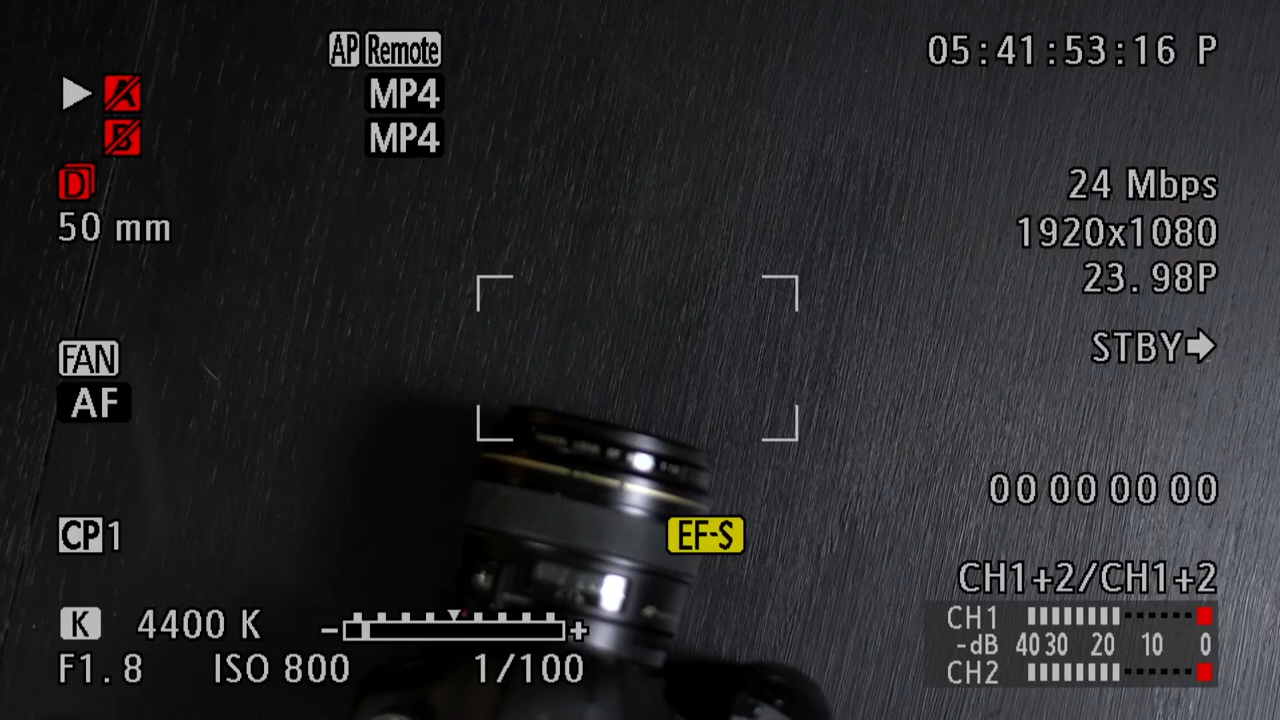 AP Remote
05:41:53:16 P
A
MP4
B
MP4
D
24 Mbps
50 mm
1920x1080
23.98P
STBY
FAN
AF
00 00 00 00
CP1
EF-S
CH1+2/CH1+2
K 4400 K - +
CH1
-dB 40 30 20 10 0
F1.8 ISO 800 1/100
CH2